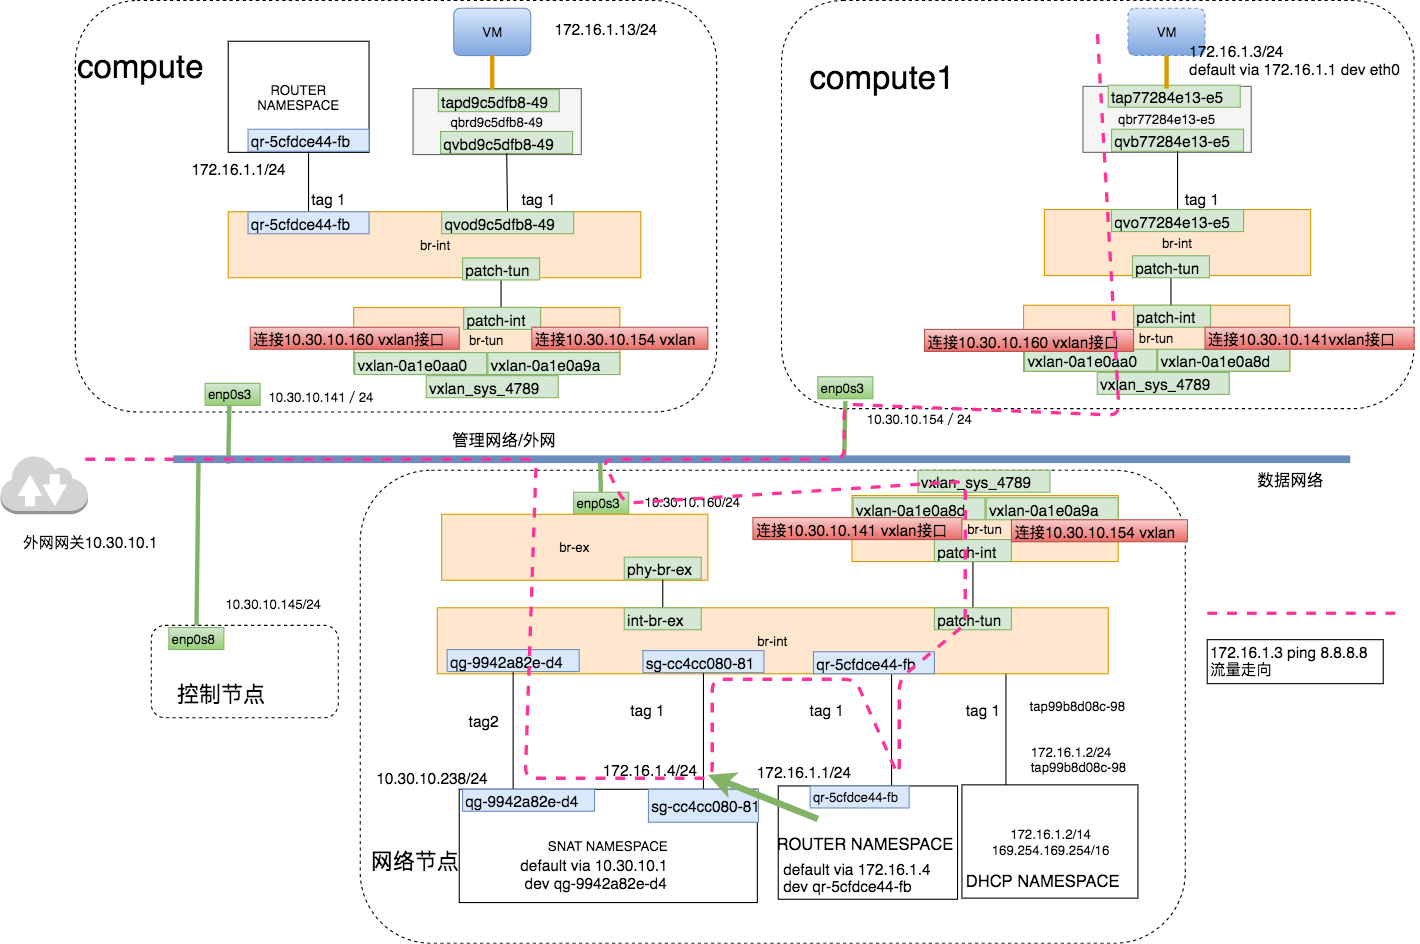 compute
ROUTER
NAMESPACE
qr-5cfdce44-fb
172.16.1.1/24
tag 1
VM
172.16.1.13/24
tapd9c5dfb8-49
qbrd9c5dfb8-49
qvbd9c5dfb8-49
tag 1
qr-5cfdce44-fb
qvod9c5dfb8-49
br-int
patch-tun
patch-int
连接10.30.10.160 vxlan接口
br-tun
连接10.30.10.154 vxlan
vxlan-0a1e0aa0
vxlan-0a1e0a9a
vxlan_sys_4789
enp0s3
10.30.10.141 / 24
compute1
VM
172.16.1.3/24
default via 172.16.1.1 dev eth0
tap77284e13-e5
qbr77284e13-e5
qvb77284e13-e5
tag 1
qvo77284e13-e5
br-int
patch-tun
patch-int
连接10.30.10.160 vxlan接口
br-tun
连接10.30.10.141vxlan接口
vxlan-0a1e0aa0
vxlan-0a1e0a8d
vxlan_sys_4789
enp0s3
10.30.10.154 / 24
管理网络/外网
数据网络
外网网关10.30.10.1
10.30.10.145/24
enp0s8
控制节点
enp0s3
10.30.10.160/24
br-ex
phy-br-ex
vxlan_sys_4789
vxlan-0a1e0a8d
vxlan-0a1e0a9a
连接10.30.10.141 vxlan接口
br-tun
连接10.30.10.154 vxlan
patch-int
int-br-ex
patch-tun
br-int
qg-9942a82e-d4
sg-cc4cc080-81
qr-5cfdce44-fb
tag2
tag 1
tag 1
tag 1
tap99b8d08c-98
172.16.1.2/24
tap99b8d08c-98
10.30.10.238/24
172.16.1.4/24
172.16.1.1/24
qg-9942a82e-d4
sg-cc4cc080-81
qr-5cfdce44-fb
网络节点
SNAT NAMESPACE
default via 10.30.10.1
dev qg-9942a82e-d4
ROUTER NAMESPACE
default via 172.16.1.4
dev qr-5cfdce44-fb
172.16.1.2/14
169.254.169.254/16
DHCP NAMESPACE
172.16.1.3 ping 8.8.8.8
流量走向